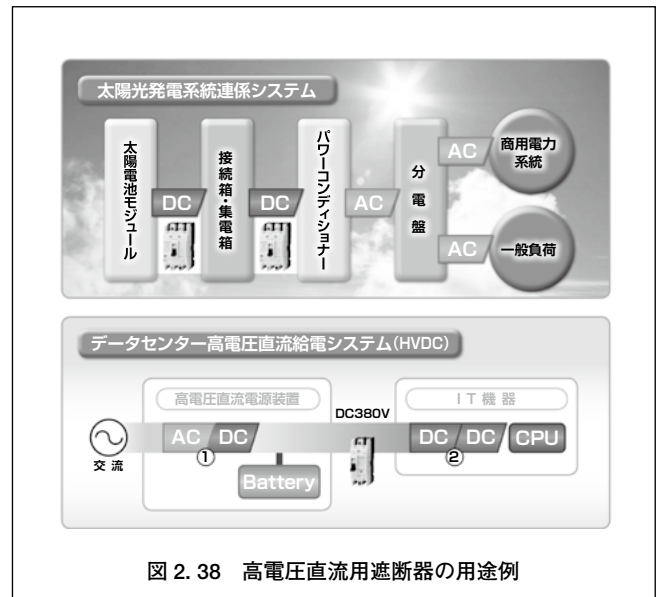 太陽光発電系統連係システム
太陽電池モジュール
DC
接続箱・集電箱
DC
パワーコンディショナー
AC
分電盤
AC
商用電力
系統
AC
一般負荷
データセンター高電圧直流給電システム(HVDC)
高電圧直流電源装置
IT機器
DC380V
交流
AC DC
①
Battery
DC DC
②
CPU
図 2. 38 高電圧直流用遮断器の用途例